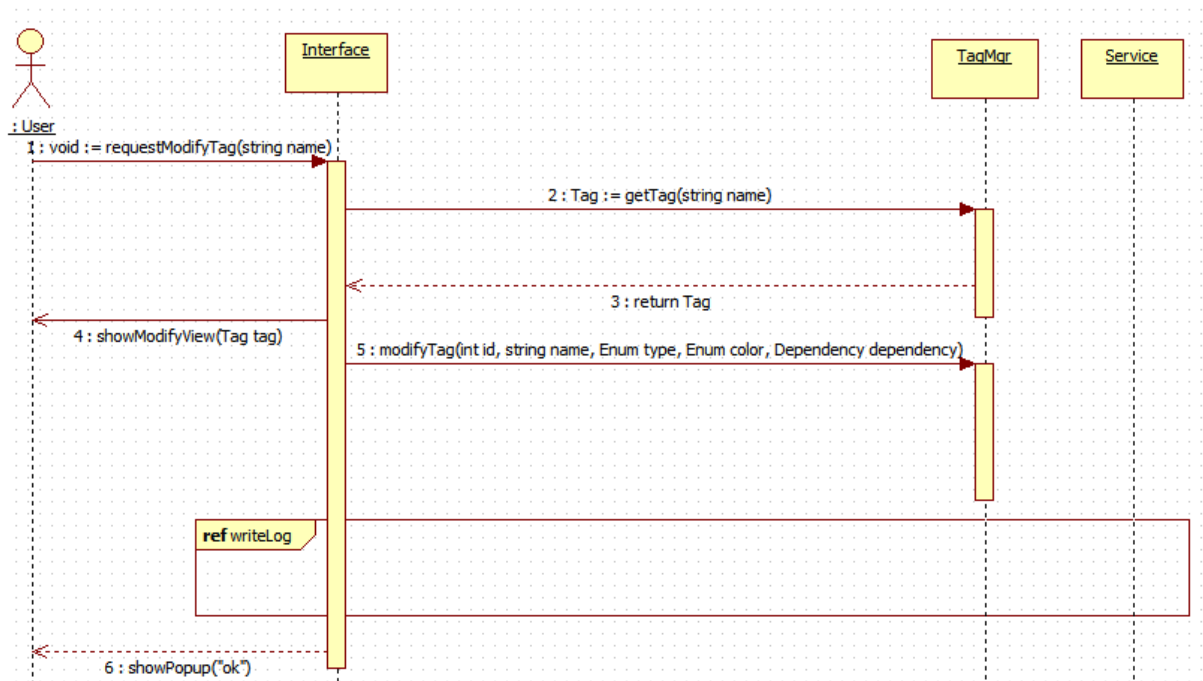 Interface
TagMgr
Service
: User
1 : void := requestModifyTag(string name)
2 : Tag := getTag(string name)
3 : return Tag
4 : showModifyView(Tag tag)
5 : modifyTag(int id, string name, Enum type, Enum color, Dependency dependency)
ref writeLog
6 : showPopup("ok")